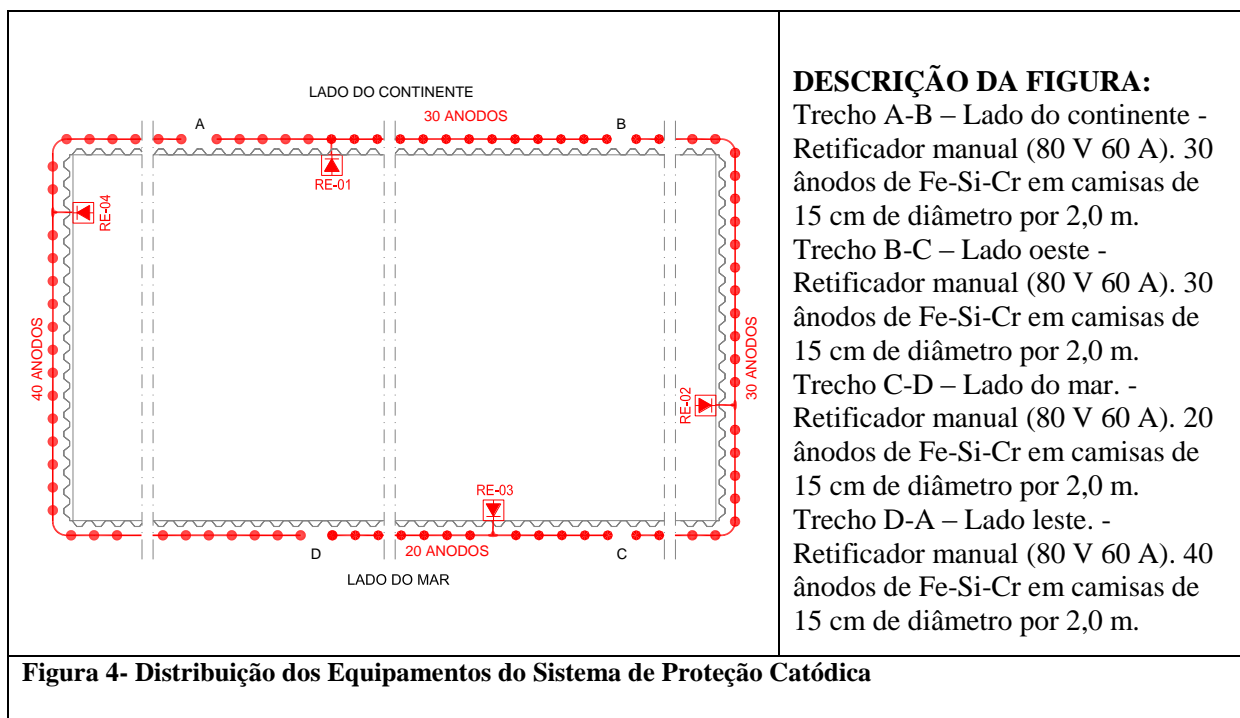 LADO DO CONTINENTE
30 ANODOS
A
B
RE-01
RE-04
40 ANODOS
30 ANODOS
RE-02
RE-03
D
20 ANODOS
C
LADO DO MAR
DESCRIÇÃO DA FIGURA:
Trecho A-B – Lado do continente -
Retificador manual (80 V 60 A). 30
ânodos de Fe-Si-Cr em camisas de
15 cm de diâmetro por 2,0 m.
Trecho B-C – Lado oeste -
Retificador manual (80 V 60 A). 30
ânodos de Fe-Si-Cr em camisas de
15 cm de diâmetro por 2,0 m.
Trecho C-D – Lado do mar. -
Retificador manual (80 V 60 A). 20
ânodos de Fe-Si-Cr em camisas de
15 cm de diâmetro por 2,0 m.
Trecho D-A – Lado leste. -
Retificador manual (80 V 60 A). 40
ânodos de Fe-Si-Cr em camisas de
15 cm de diâmetro por 2,0 m.
Figura 4- Distribuição dos Equipamentos do Sistema de Proteção Catódica